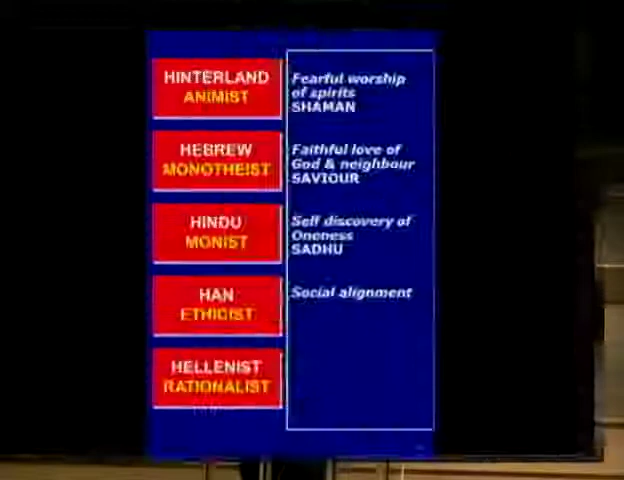 HINTERLAND
ANIMIST
Fearful worship
of spirits
SHAMAN
HEBREW
MONOTHEIST
Faithful love of
God & neighbour
SAVIOUR
HINDU
MONIST
Self discovery of
Oneness
SADHU
HAN
ETHICIST
Social alignment
HELLENIST
RATIONALIST